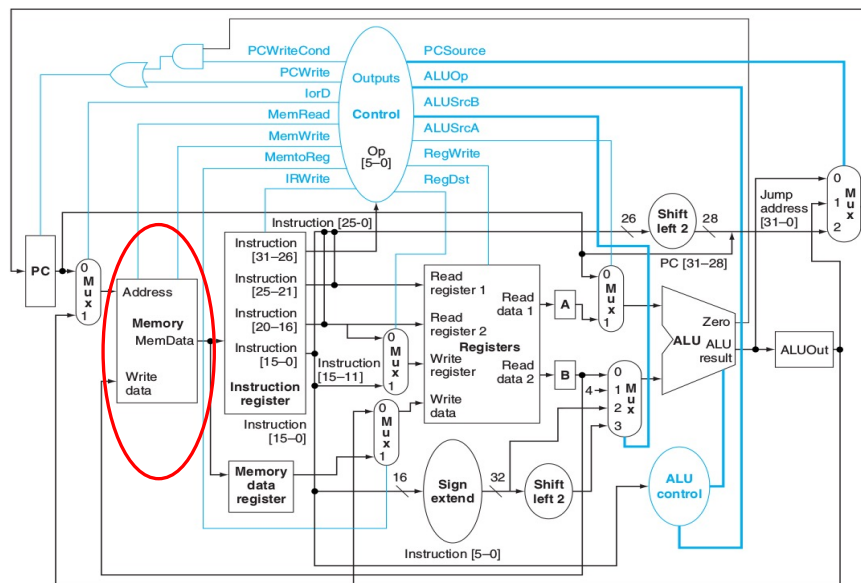 PCWriteCond
PCWrite
IorD
MemRead
MemWrite
MemtoReg
IRWrite
Outputs
Control
Op
[5–0]
PCSource
ALUOp
ALUSrcB
ALUSrcA
RegWrite
RegDst
PC
0
M
u
x
1
Address
Memory
MemData
Write
data
Instruction [25-0]
Instruction
[31–26]
Instruction
[25–21]
Instruction
[20–16]
Instruction
[15–0]
Instruction
register
Instruction
[15–0]
Memory
data
register
Instruction
[15–11]
0
M
u
x
1
0
M
u
x
1
Read
register 1
Read
register 2
Write
register
Write
data
Registers
Read
data 1
Read
data 2
A
B
16
Sign
extend
32
Shift
left 2
Instruction [5–0]
26
Shift
left 2
28
PC [31–28]
Jump
address
[31–0]
0
M
u
x
1
4
0
1
2
3
M
u
x
Zero
ALU
ALU
result
ALUOut
ALU
control
0
1
2
M
u
x